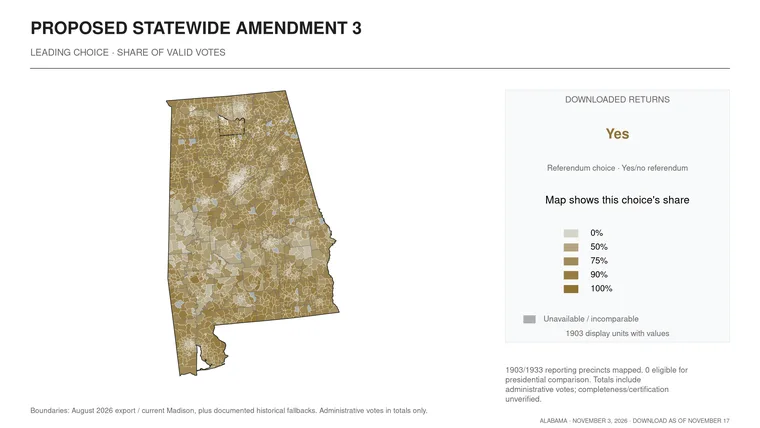 PROPOSED STATEWIDE AMENDMENT 3
LEADING CHOICE · SHARE OF VALID VOTES
DOWNLOADED RETURNS
Yes
Referendum choice · Yes/no referendum
Map shows this choice's share
0%
50%
75%
90%
100%
Unavailable / incomparable
1903 display units with values
1903/1933 reporting precincts mapped. 0 eligible for
presidential comparison. Totals include
administrative votes; completeness/certification
unverified.
Boundaries: August 2026 export / current Madison, plus documented historical fallbacks. Administrative votes in totals only.
ALABAMA · NOVEMBER 3, 2026 · DOWNLOAD AS OF NOVEMBER 17